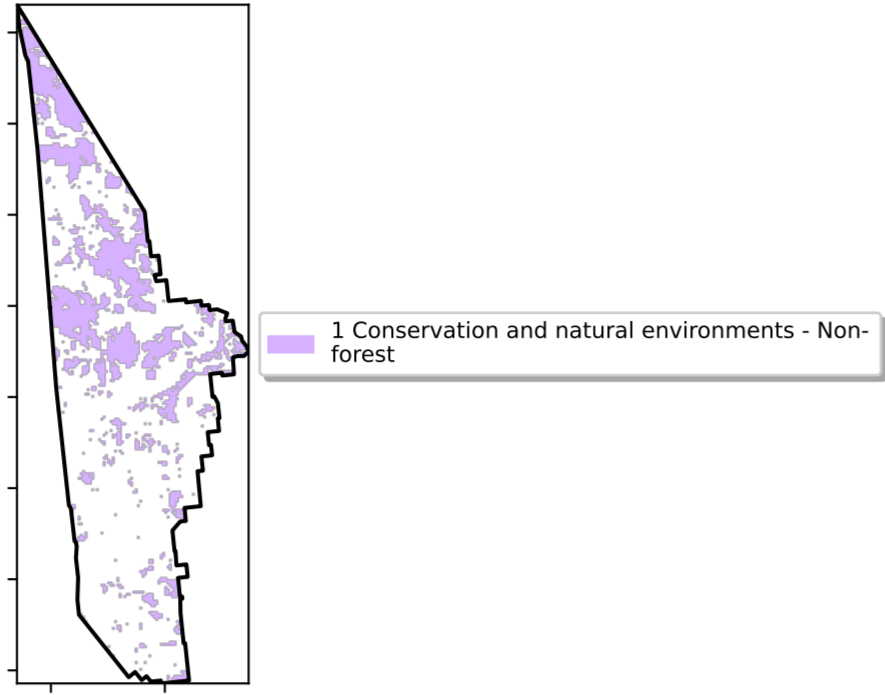 1 Conservation and natural environments - Non-
forest